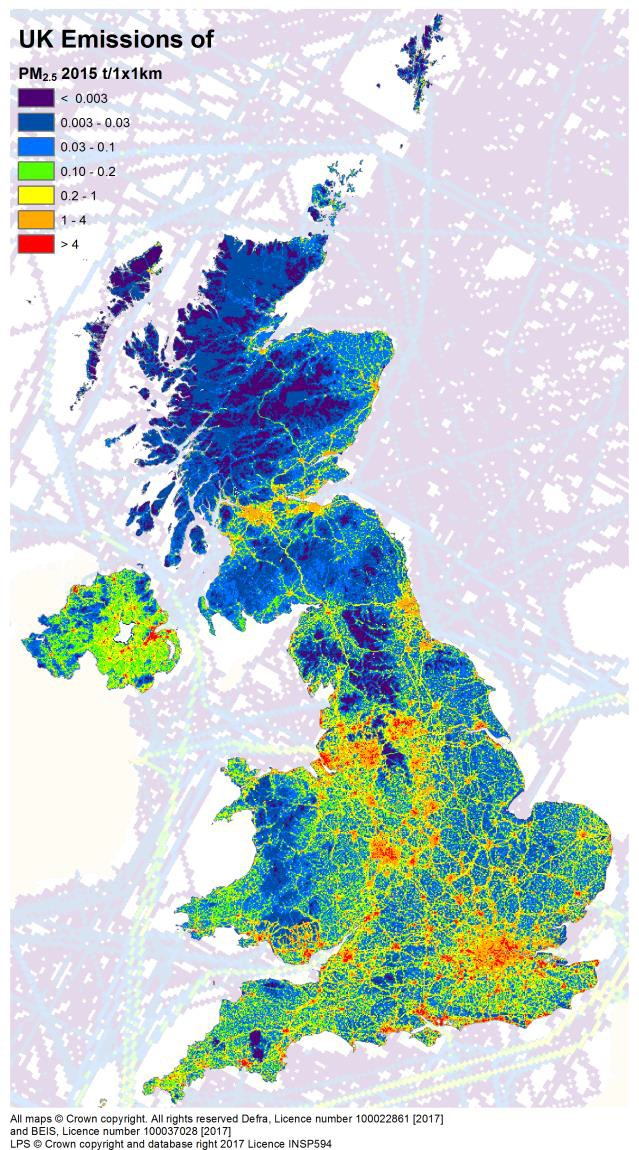 UK Emissions of
PM2.5 2015 t/1x1km
< 0.003
0.003 - 0.03
0.03 - 0.1
0.10 - 0.2
0.2 - 1
1 - 4
> 4
All maps © Crown copyright. All rights reserved Defra, Licence number 100022861 [2017]
and BEIS, Licence number 100037028 [2017]
LPS © Crown copyright and database right 2017 Licence INSP594